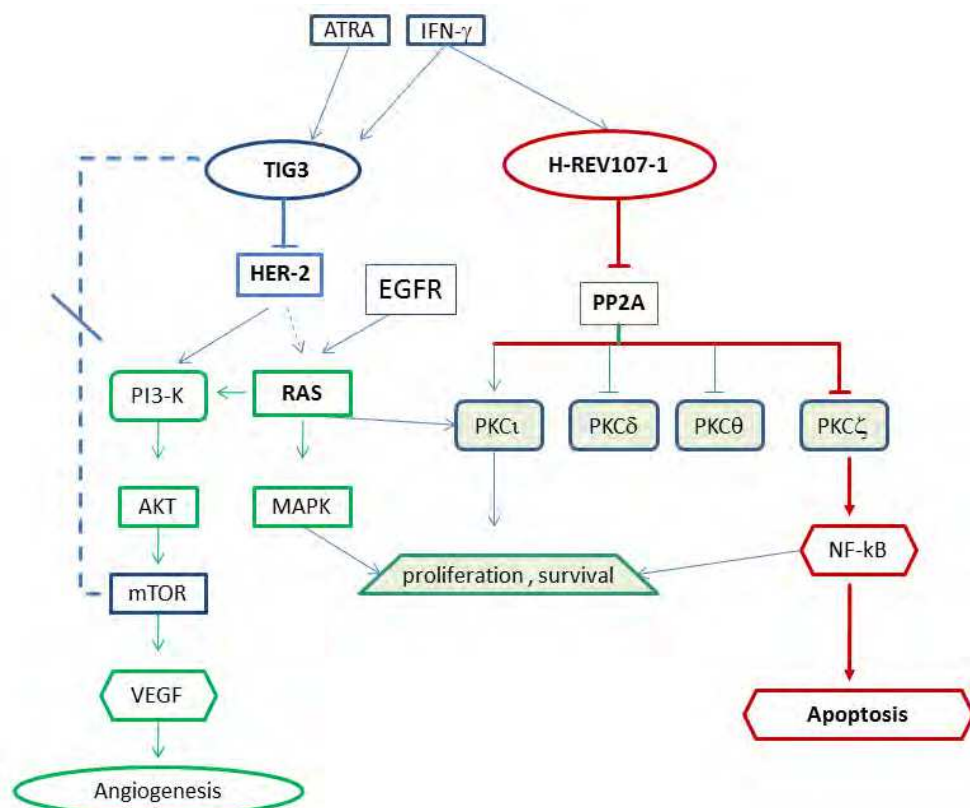 ATRA
IFN-γ
TIG3
H-REV107-1
HER-2
EGFR
PP2A
PI3-K
RAS
PKCι
PKCδ
PKCθ
PKCζ
AKT
MAPK
NF-kB
proliferation , survival
mTOR
VEGF
Apoptosis
Angiogenesis